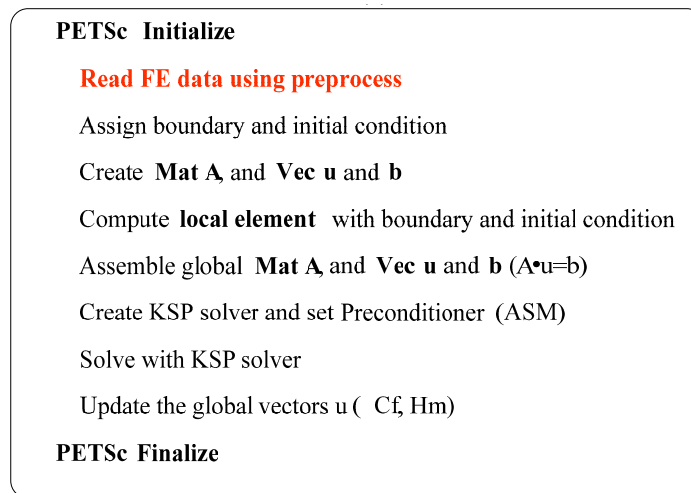 PETSc Initialize
Read FE data using preprocess
Assign boundary and initial condition
Create Mat A, and Vec u and b
Compute local element with boundary and initial condition
Assemble global Mat A, and Vec u and b (A•u=b)
Create KSP solver and set Preconditioner (ASM)
Solve with KSP solver
Update the global vectors u ( Cf, Hm)
PETSc Finalize